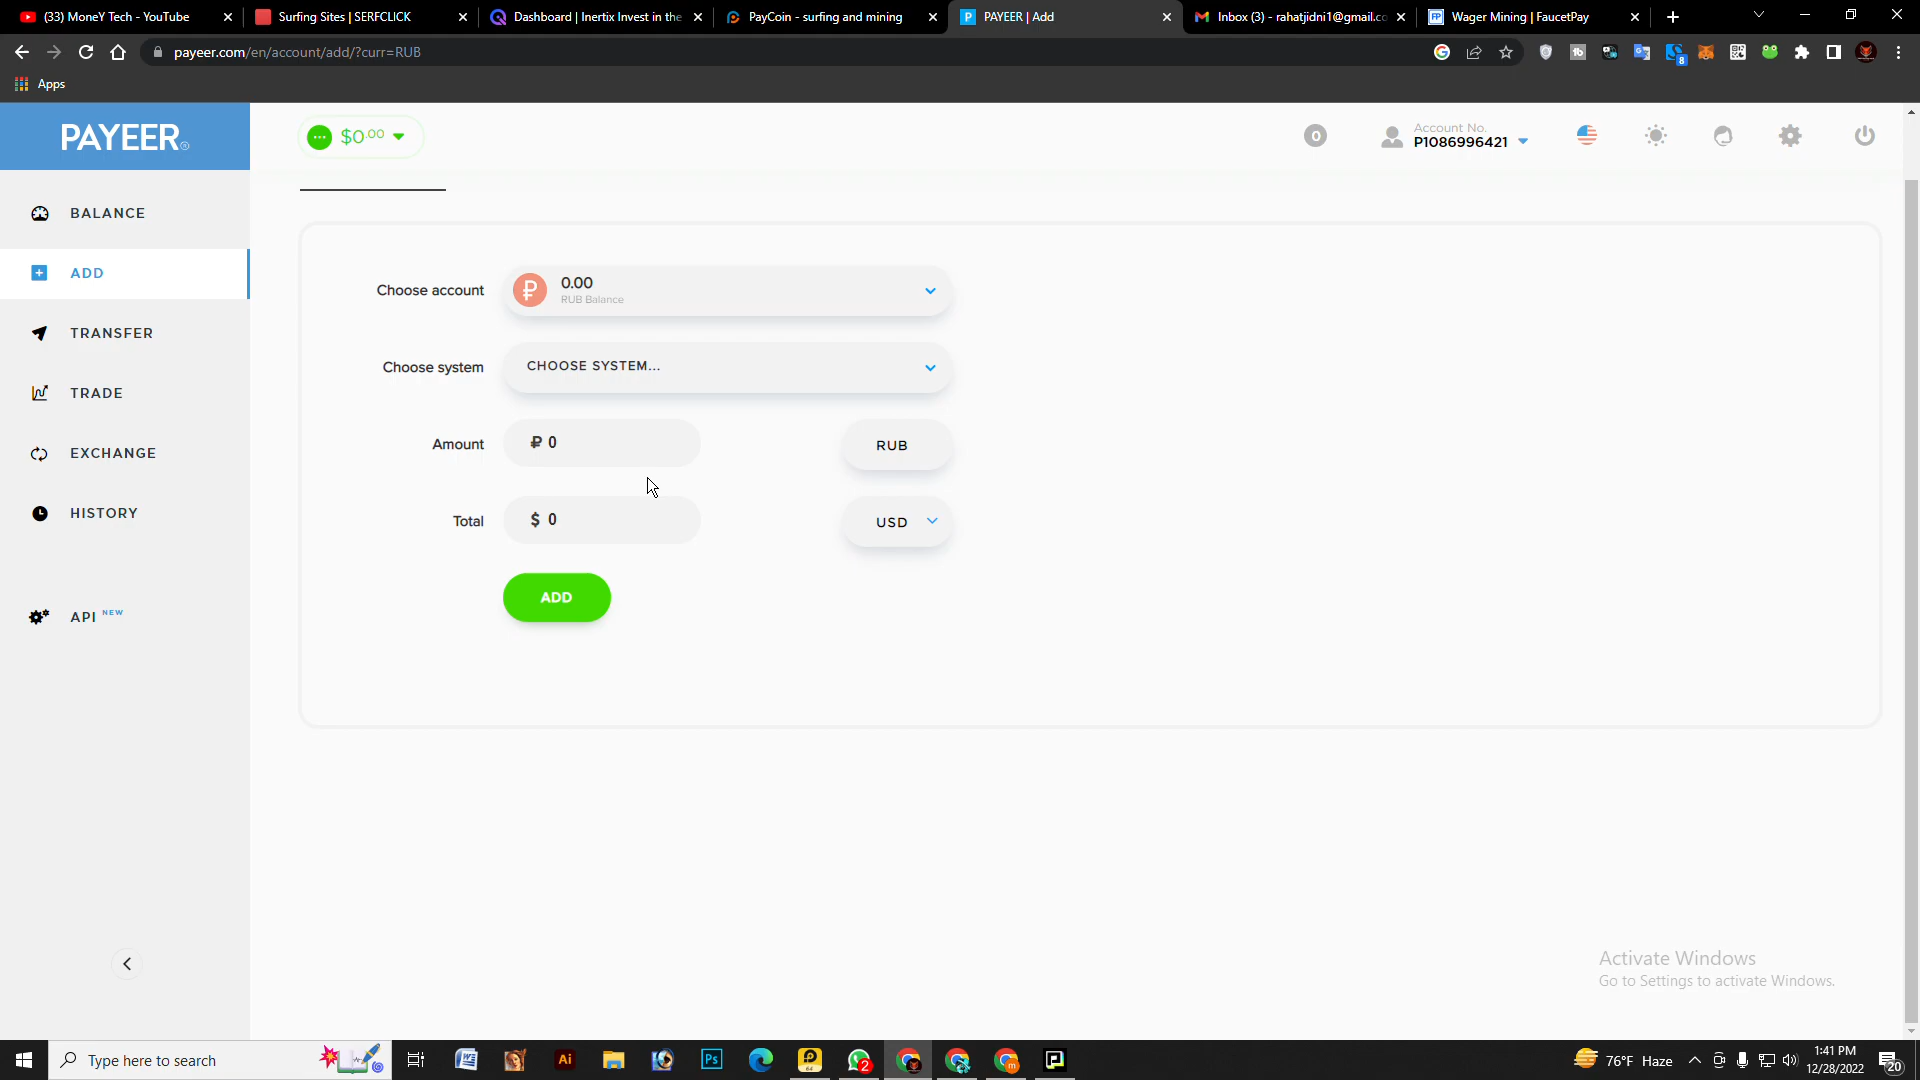 (33) MoneY Tech - YouTube
Surfing Sites | SERFCLICK
Dashboard | Inertix Invest in the
PayCoin - surfing and mining
PAYEER | Add
Inbox (3) - rahatjidni1@gmail.co
Wager Mining | FaucetPay
payeer.com/en/account/add/?curr=RUB
Apps
PAYEER®
$0.00
0
Account No.
P1086996421
BALANCE
ADD
TRANSFER
TRADE
EXCHANGE
HISTORY
API NEW
Choose account
0.00
RUB Balance
Choose system
CHOOSE SYSTEM...
Amount
₽ 0
RUB
Total
$ 0
USD
ADD
Activate Windows
Go to Settings to activate Windows.
Type here to search
76°F Haze
1:41 PM
12/28/2022
20